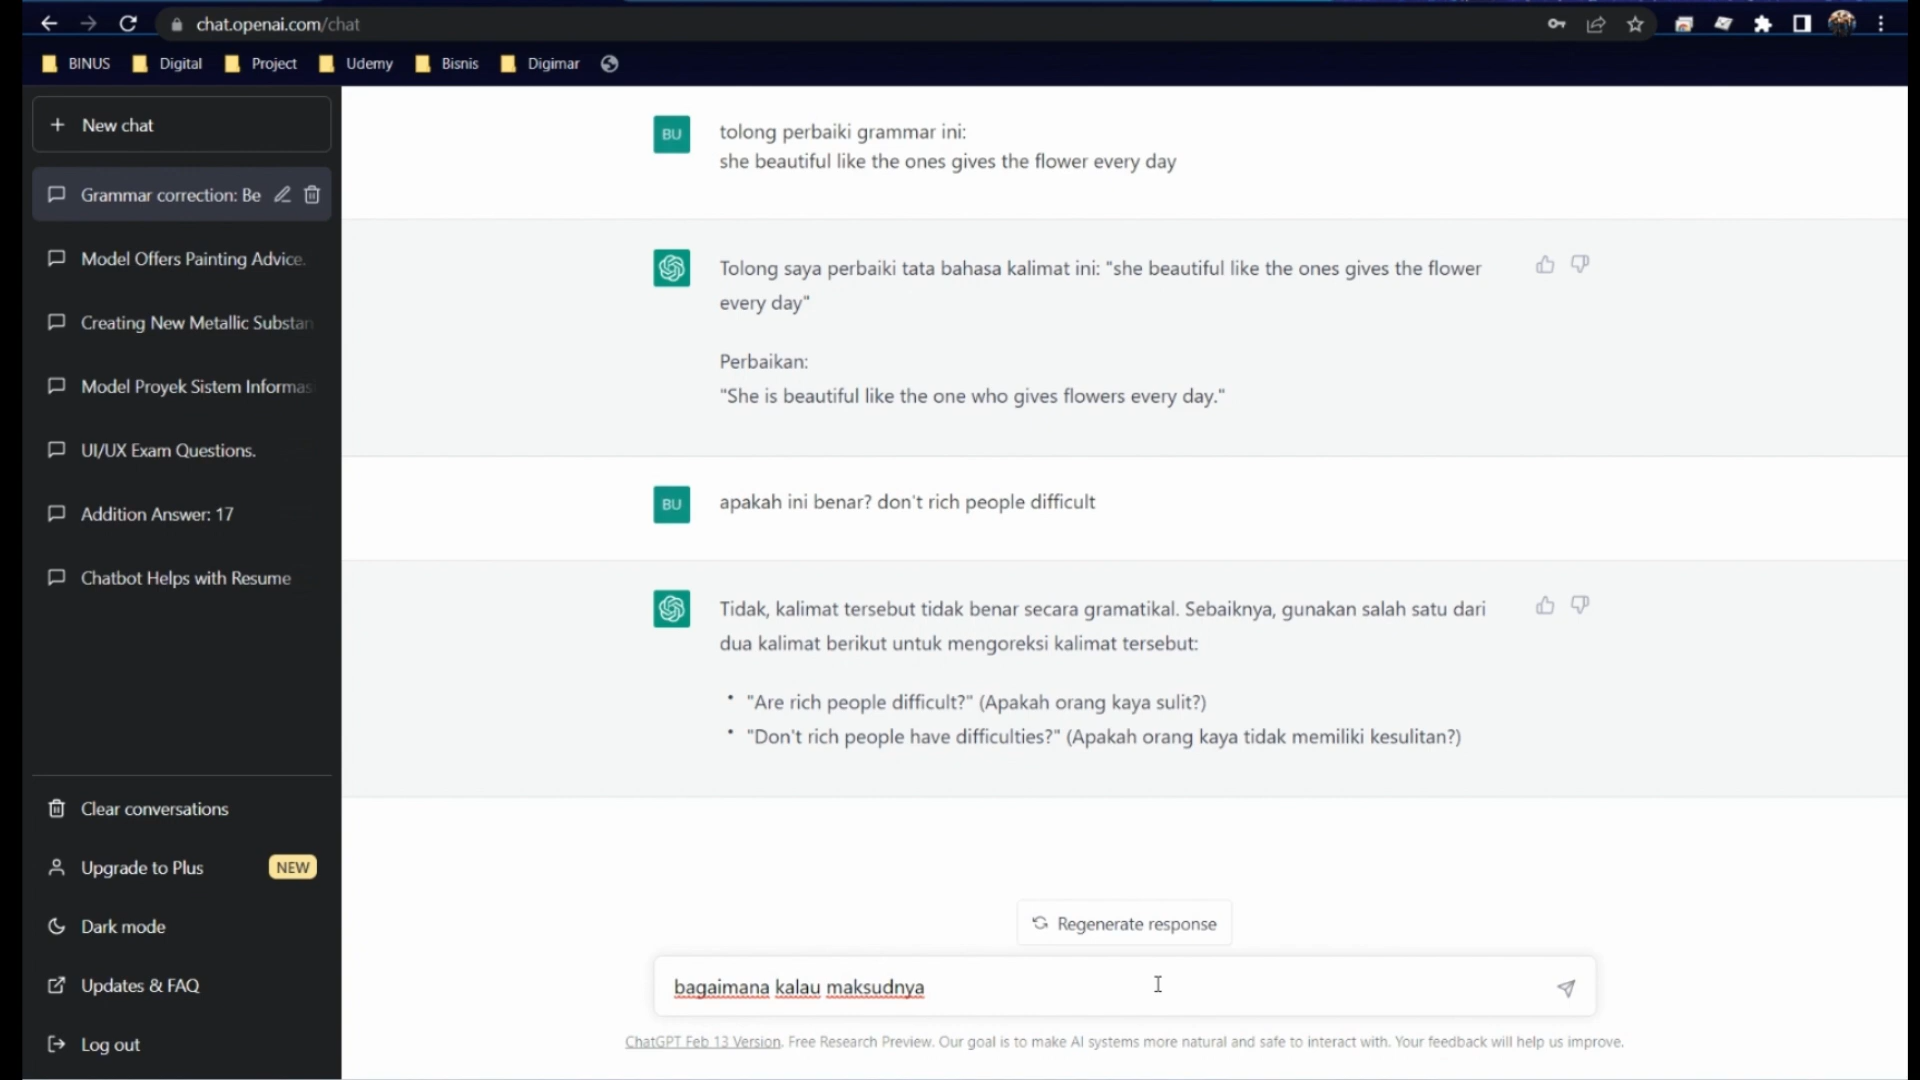 chat.openai.com/chat
BINUS Digital Project Udemy Bisnis Digimar
New chat
Grammar correction: Be
Model Offers Painting Advice.
Creating New Metallic Substan
Model Proyek Sistem Informas
UI/UX Exam Questions.
Addition Answer: 17
Chatbot Helps with Resume
Clear conversations
Upgrade to Plus NEW
Dark mode
Updates & FAQ
Log out
BU
tolong perbaiki grammar ini:
she beautiful like the ones gives the flower every day
Tolong saya perbaiki tata bahasa kalimat ini: "she beautiful like the ones gives the flower
every day"
Perbaikan:
"She is beautiful like the one who gives flowers every day."
BU
apakah ini benar? don't rich people difficult
Tidak, kalimat tersebut tidak benar secara gramatikal. Sebaiknya, gunakan salah satu dari
dua kalimat berikut untuk mengoreksi kalimat tersebut:
• "Are rich people difficult?" (Apakah orang kaya sulit?)
• "Don't rich people have difficulties?" (Apakah orang kaya tidak memiliki kesulitan?)
Regenerate response
bagaimana kalau maksudnya
ChatGPT Feb 13 Version. Free Research Preview. Our goal is to make AI systems more natural and safe to interact with. Your feedback will help us improve.